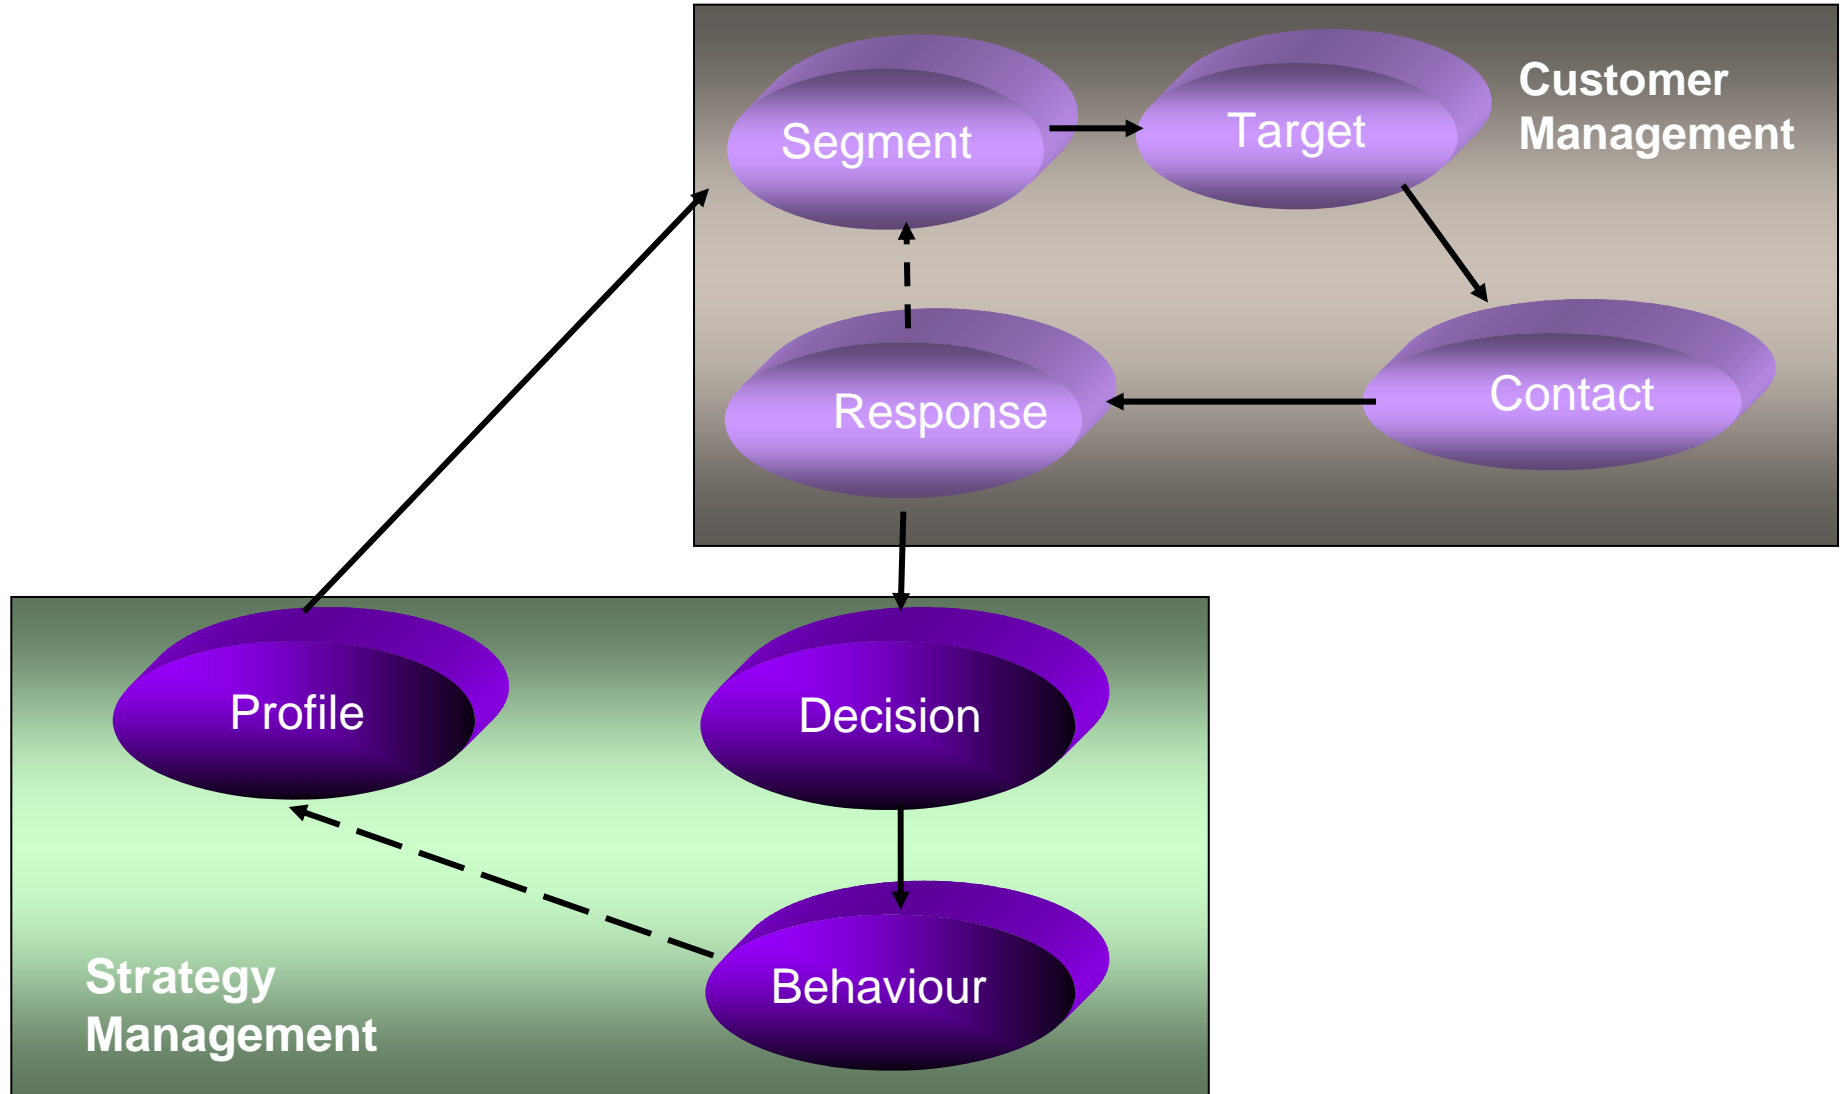 Segment
Target
Customer
Management
Response
Contact
Profile
Decision
Behaviour
Strategy
Management